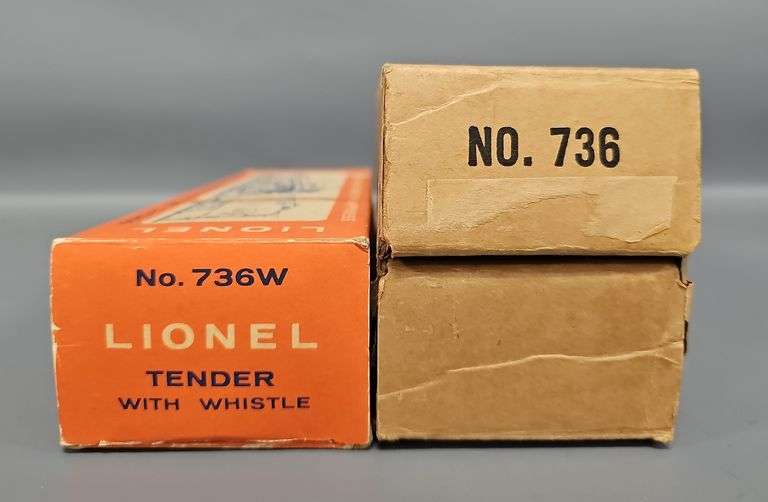 No. 736W
LIONEL
TENDER
WITH WHISTLE
LIONEL
NO. 736